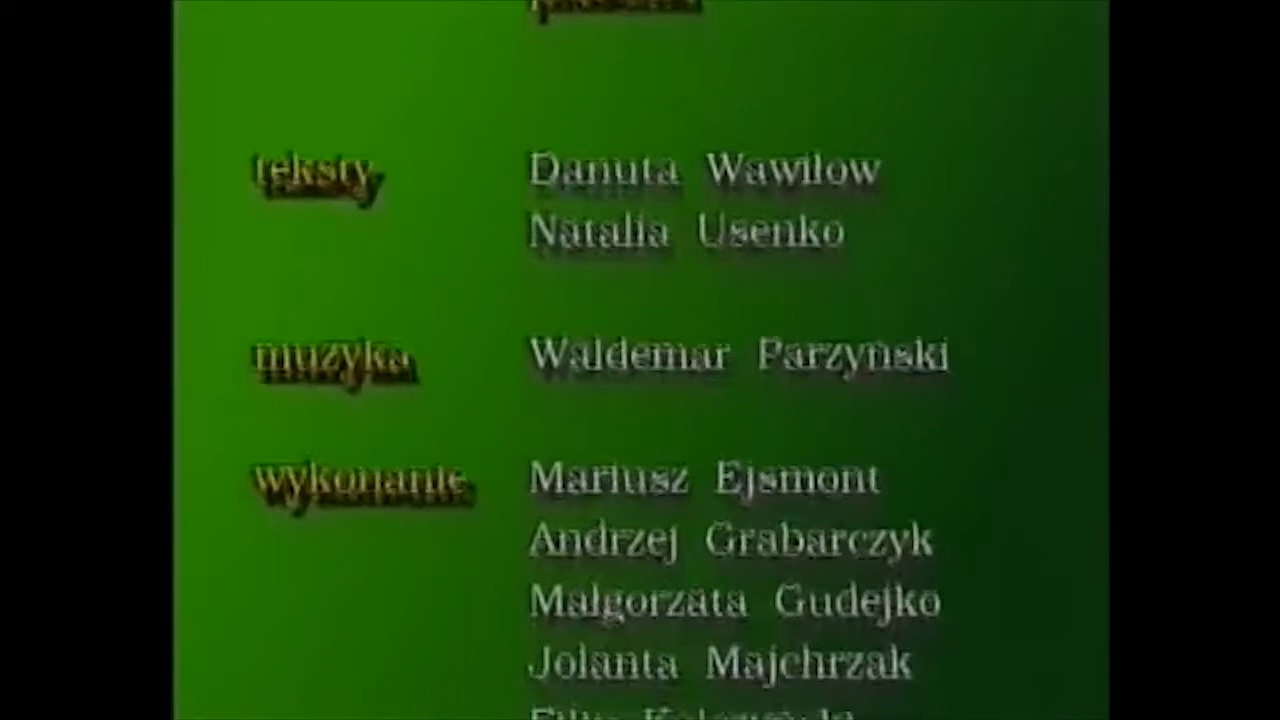 teksty Danuta Wawiłow
Natalia Usenko
muzyka Waldemar Parzyński
wykonanie Mariusz Ejsmont
Andrzej Grabarczyk
Małgorzata Gudejko
Jolanta Majchrzak